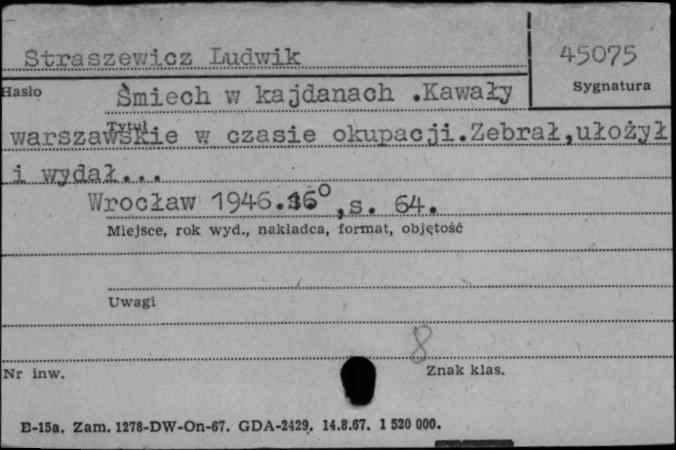 Straszewicz Ludwik
45075
Hasło
Sygnatura
Śmiech w kajdanach .Kawały
Tytuł
warszawskie w czasie okupacji.Zebrał,ułożył
i wydał...
Wrocław 1946.16°,s. 64.
Miejsce, rok wyd., nakładca, format, objętość
Uwagi
8
Nr inw.
Znak klas.
B-15a. Zam. 1278-DW-On-67. GDA-2429. 14.8.67. 1 520 000.